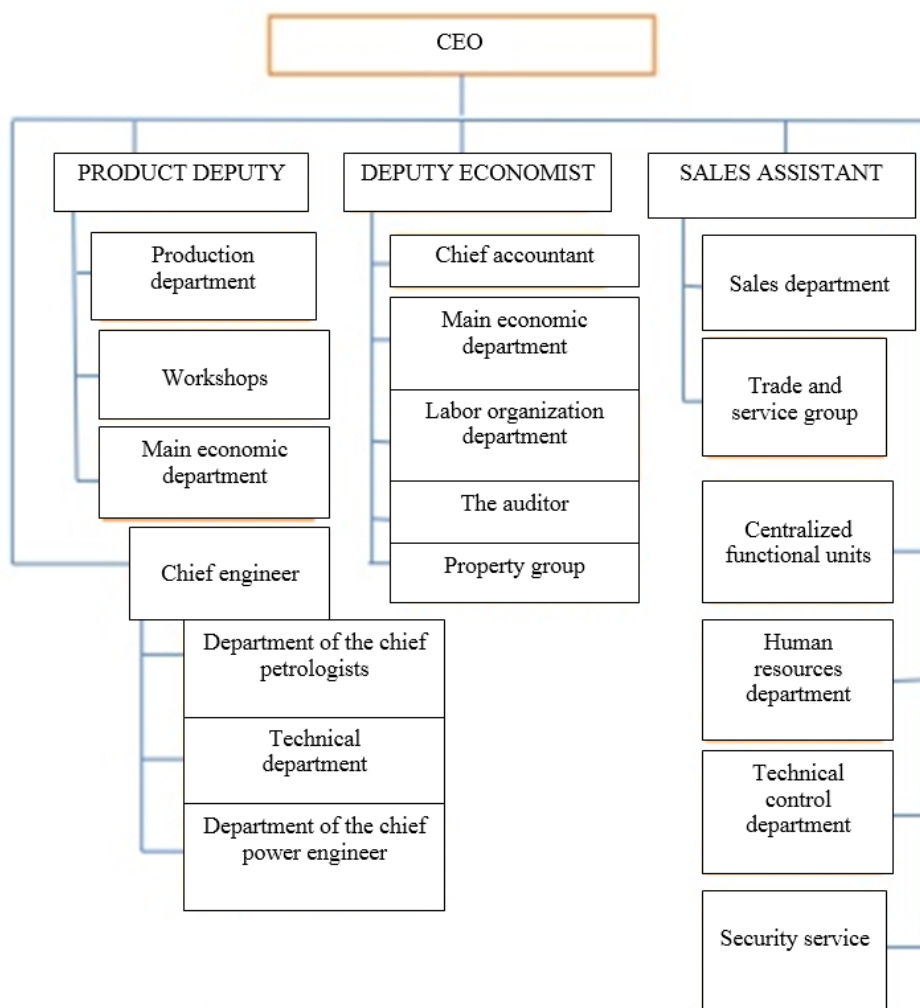 CEO
PRODUCT DEPUTY
Production
department
Workshops
Main economic
department
Chief engineer
Department of the chief
petrologists
Technical
department
Department of the chief
power engineer
DEPUTY ECONOMIST
Chief accountant
Main economic
department
Labor organization
department
The auditor
Property group
SALES ASSISTANT
Sales department
Trade and
service group
Centralized
functional units
Human
resources
department
Technical
control
department
Security service